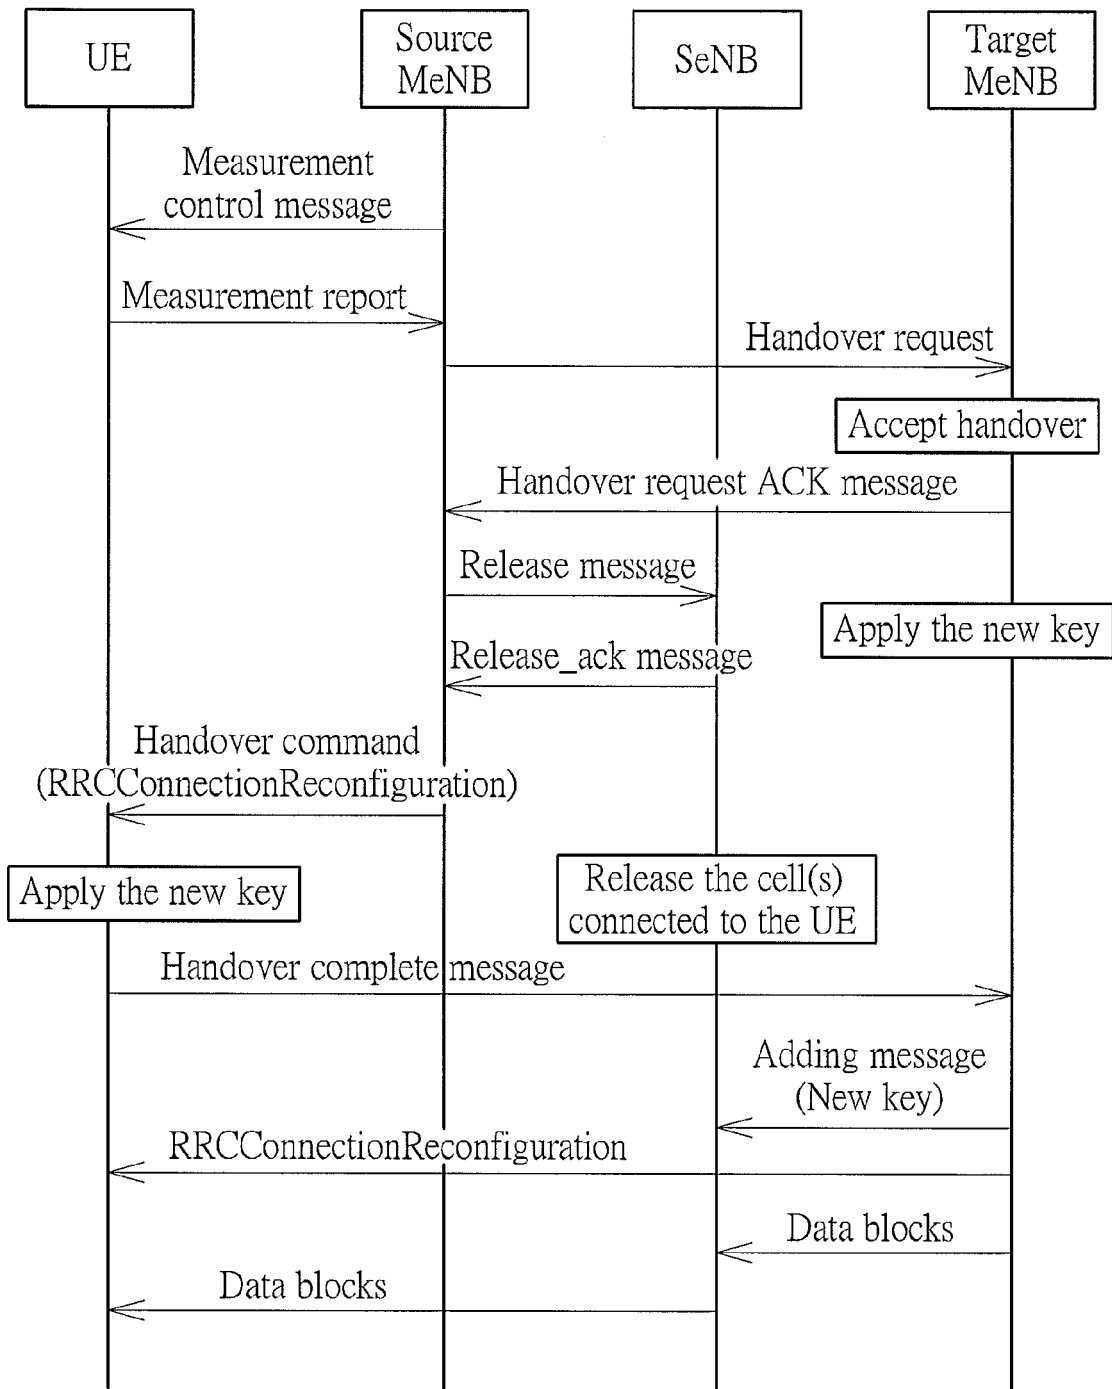 UE
Source
MeNB
SeNB
Target
MeNB
Measurement
control message
Measurement report
Handover request
Accept handover
Handover request ACK message
Release message
Apply the new key
Release_ack message
Handover command
(RRCConnectionReconfiguration)
Apply the new key
Release the cell(s)
connected to the UE
Handover complete message
Adding message
(New key)
RRCConnectionReconfiguration
Data blocks
Data blocks